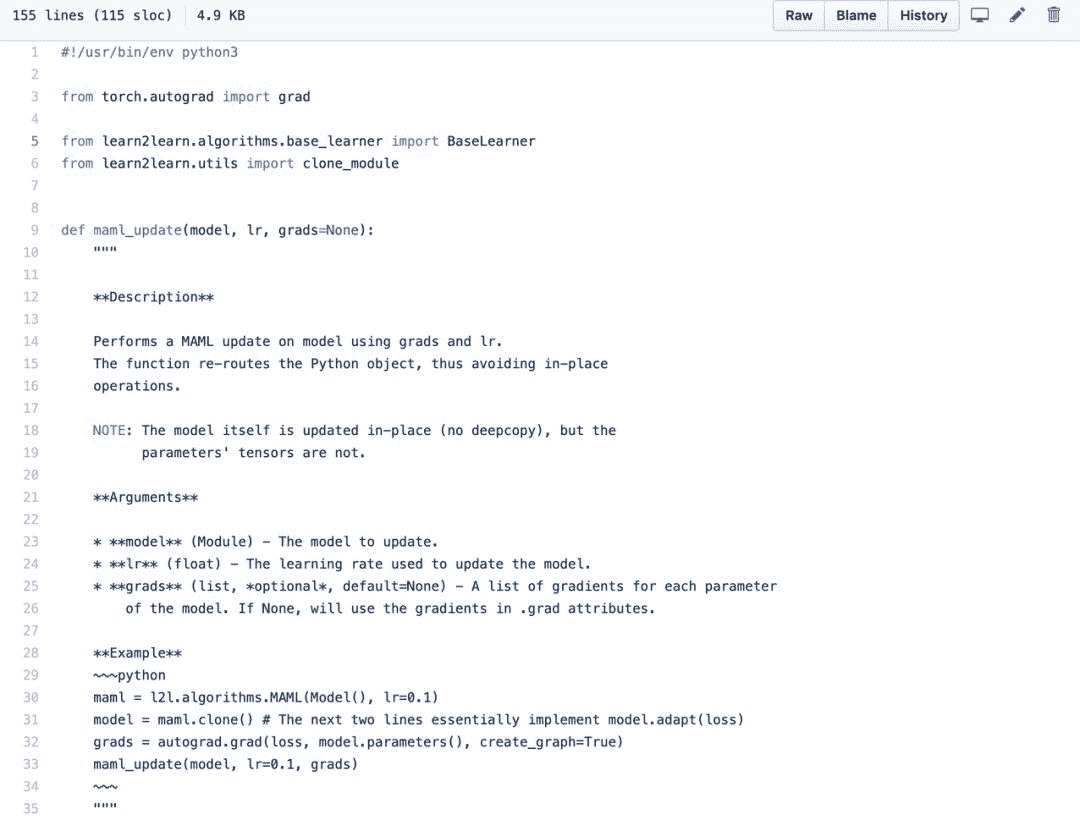 155 lines (115 sloc) 4.9 KB Raw Blame History
1 #!/usr/bin/env python3
2
3 from torch.autograd import grad
4
5 from learn2learn.algorithms.base_learner import BaseLearner
6 from learn2learn.utils import clone_module
7
8
9 def maml_update(model, lr, grads=None):
10     """
11
12     **Description**
13
14     Performs a MAML update on model using grads and lr.
15     The function re-routes the Python object, thus avoiding in-place
16     operations.
17
18     NOTE: The model itself is updated in-place (no deepcopy), but the
19           parameters' tensors are not.
20
21     **Arguments**
22
23     * **model** (Module) - The model to update.
24     * **lr** (float) - The learning rate used to update the model.
25     * **grads** (list, *optional*, default=None) - A list of gradients for each parameter
26         of the model. If None, will use the gradients in .grad attributes.
27
28     **Example**
29     ~~~python
30     maml = l2l.algorithms.MAML(Model(), lr=0.1)
31     model = maml.clone() # The next two lines essentially implement model.adapt(loss)
32     grads = autograd.grad(loss, model.parameters(), create_graph=True)
33     maml_update(model, lr=0.1, grads)
34     ~~~
35     """